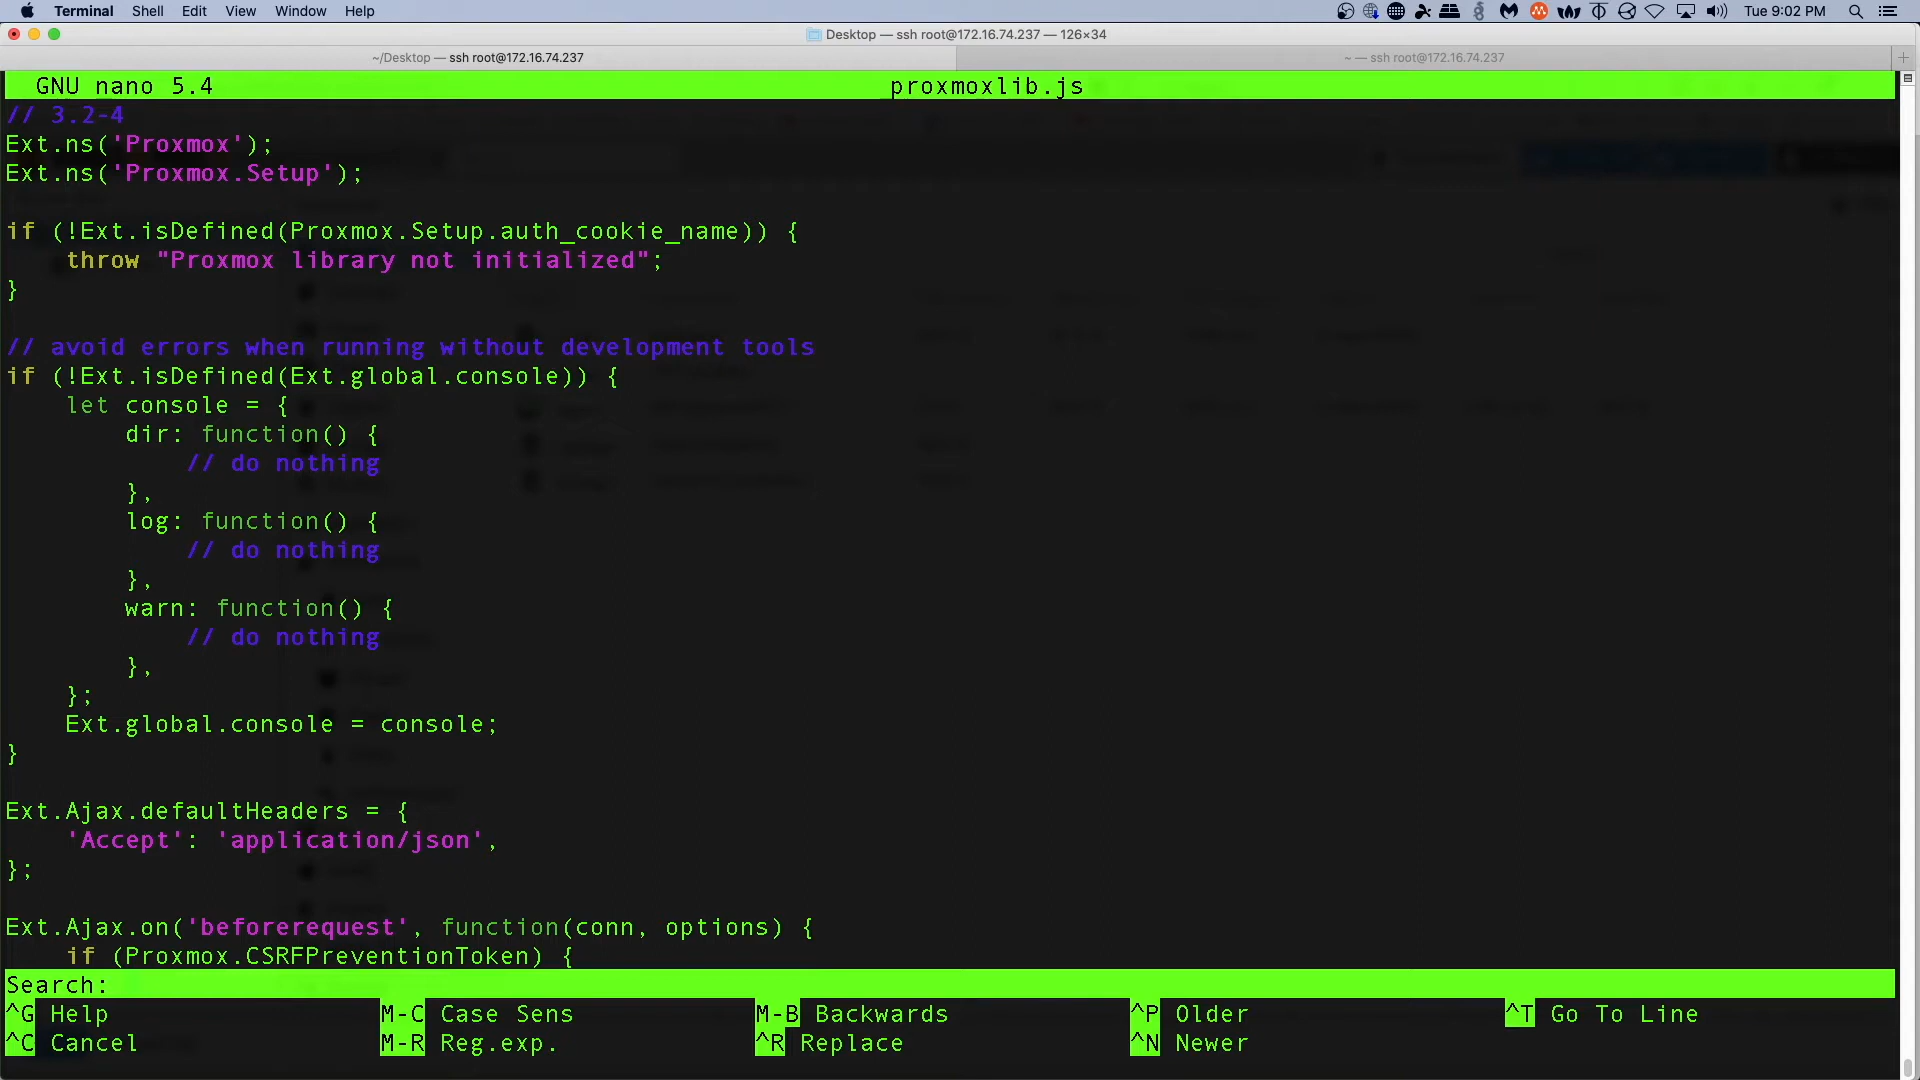 Terminal Shell Edit View Window Help Tue 9:02 PM
Desktop — ssh root@172.16.74.237 — 126×34
~/Desktop — ssh root@172.16.74.237 ~ — ssh root@172.16.74.237
GNU nano 5.4 proxmoxlib.js
// 3.2-4
Ext.ns('Proxmox');
Ext.ns('Proxmox.Setup');
if (!Ext.isDefined(Proxmox.Setup.auth_cookie_name)) {
    throw "Proxmox library not initialized";
}
// avoid errors when running without development tools
if (!Ext.isDefined(Ext.global.console)) {
    let console = {
        dir: function() {
            // do nothing
        },
        log: function() {
            // do nothing
        },
        warn: function() {
            // do nothing
        },
    };
    Ext.global.console = console;
}
Ext.Ajax.defaultHeaders = {
    'Accept': 'application/json',
};
Ext.Ajax.on('beforerequest', function(conn, options) {
    if (Proxmox.CSRFPreventionToken) {
Search:
^G Help M-C Case Sens M-B Backwards ^P Older ^T Go To Line
^C Cancel M-R Reg.exp. ^R Replace ^N Newer